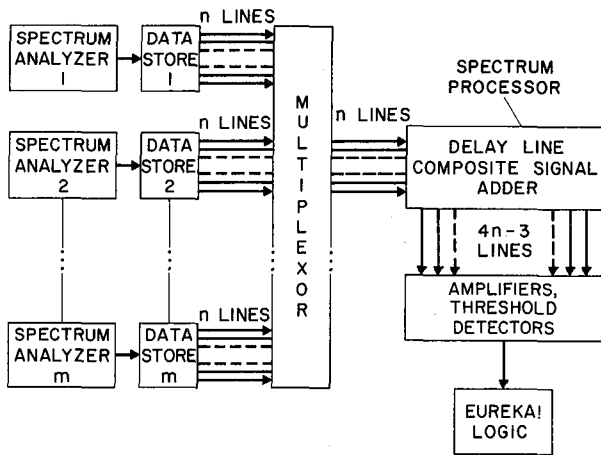 n LINES
SPECTRUM
ANALYZER
1
DATA
STORE
1
MULTIPLEXOR
SPECTRUM
PROCESSOR
n LINES
SPECTRUM
ANALYZER
2
DATA
STORE
2
n LINES
DELAY LINE
COMPOSITE SIGNAL
ADDER
4n-3
LINES
n LINES
SPECTRUM
ANALYZER
m
DATA
STORE
m
AMPLIFIERS,
THRESHOLD
DETECTORS
EUREKA!
LOGIC